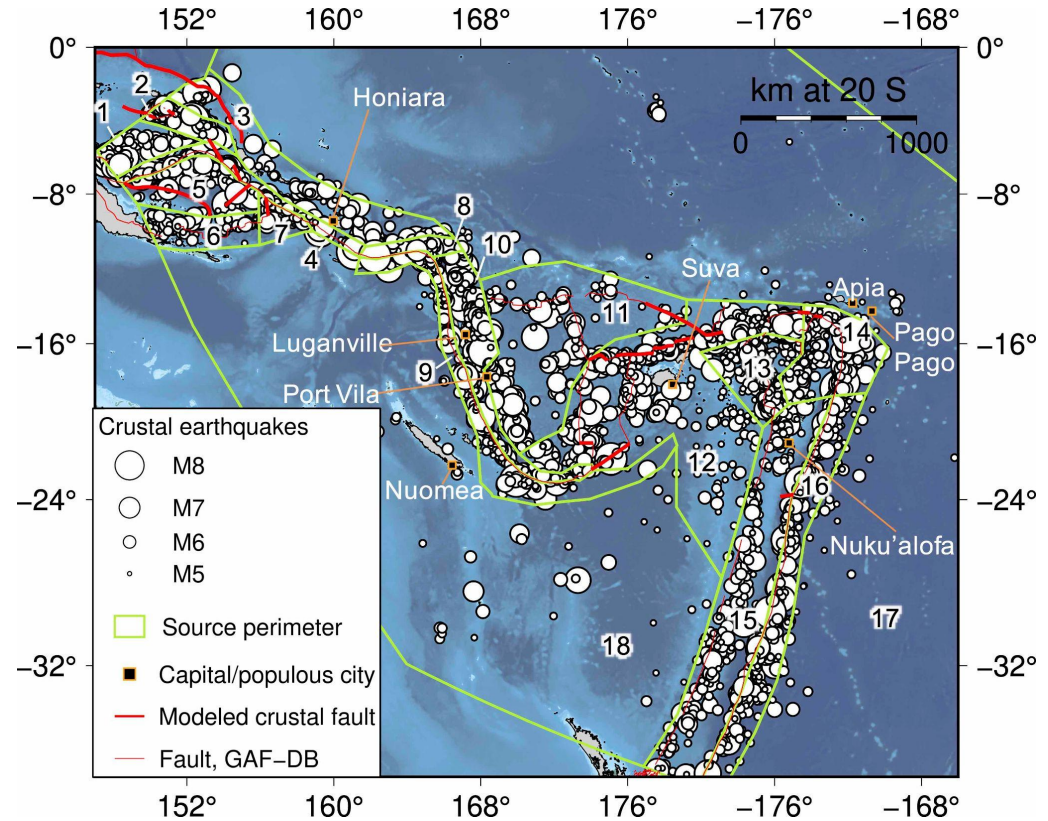 152° 160° 168° 176° −176° −168°
0° 0°
km at 20 S
0 1000
Honiara
1
2
3
5
6
7
4
8
−8° −8°
10
Suva
11
Apia
Pago
Pago
14
13
−16° −16°
Luganville
9
Port Vila
12
16
−24° −24°
Nuomea
Nuku'alofa
15
17
18
−32° −32°
Crustal earthquakes
M8
M7
M6
M5
Source perimeter
Capital/populous city
Modeled crustal fault
Fault, GAF−DB
152° 160° 168° 176° −176° −168°